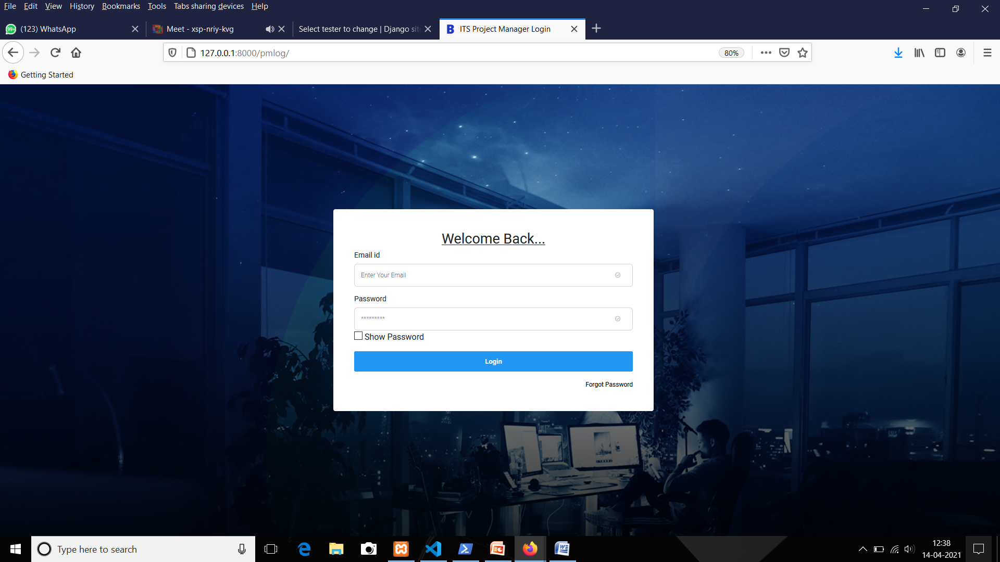 File Edit View History Bookmarks Tools Tabs sharing devices Help
99+ (123) WhatsApp Meet - xsp-nriy-kvg Select tester to change | Django sit B ITS Project Manager Login
127.0.0.1:8000/pmlog/ 80%
Getting Started
Welcome Back...
Email id
Enter Your Email
Password
*********
Show Password
Login
Forgot Password
Type here to search
12:38
14-04-2021